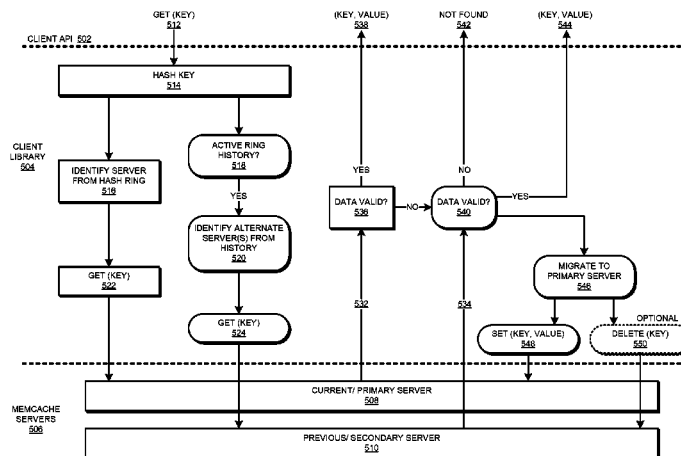 GET (KEY)
512
(KEY, VALUE)
538
NOT FOUND
542
(KEY, VALUE)
544
CLIENT API 502
HASH KEY
514
CLIENT
LIBRARY
504
ACTIVE RING
HISTORY?
518
IDENTIFY SERVER
FROM HASH RING
516
YES
IDENTIFY ALTERNATE
SERVER(S) FROM
HISTORY
520
GET (KEY)
522
GET (KEY)
524
YES
NO
DATA VALID?
536
NO
DATA VALID?
540
YES
532
534
MIGRATE TO
PRIMARY SERVER
546
OPTIONAL
SET (KEY, VALUE)
548
DELETE (KEY)
550
MEMCACHE
SERVERS
506
CURRENT/ PRIMARY SERVER
508
PREVIOUS/ SECONDARY SERVER
510